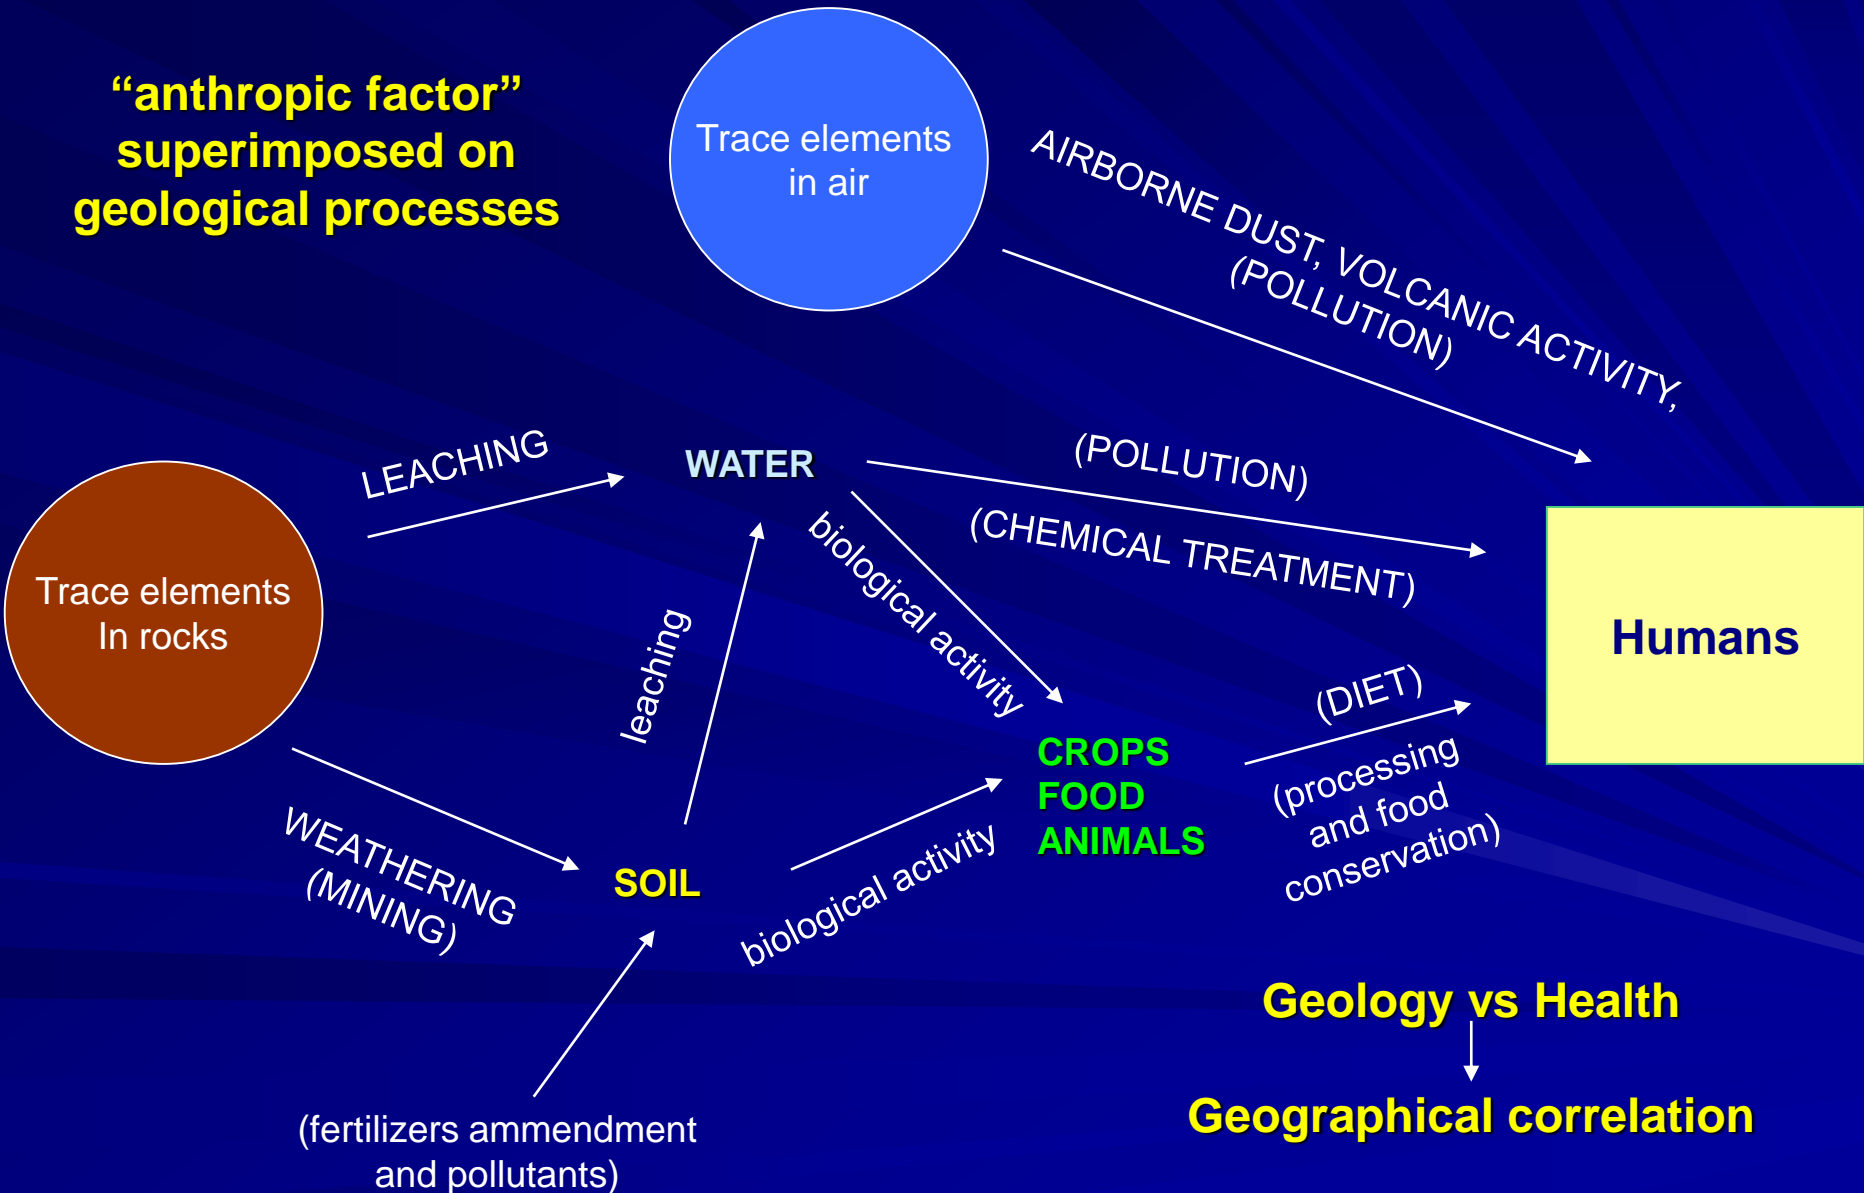 “anthropic factor”
superimposed on
geological processes
Trace elements
in air
AIRBORNE DUST, VOLCANIC ACTIVITY,
(POLLUTION)
LEACHING
WATER
(POLLUTION)
(CHEMICAL TREATMENT)
Trace elements
In rocks
leaching
biological activity
Humans
(DIET)
CROPS
FOOD
ANIMALS
(processing
and food
conservation)
WEATHERING
(MINING)
SOIL
biological activity
Geology vs Health
Geographical correlation
(fertilizers ammendment
and pollutants)